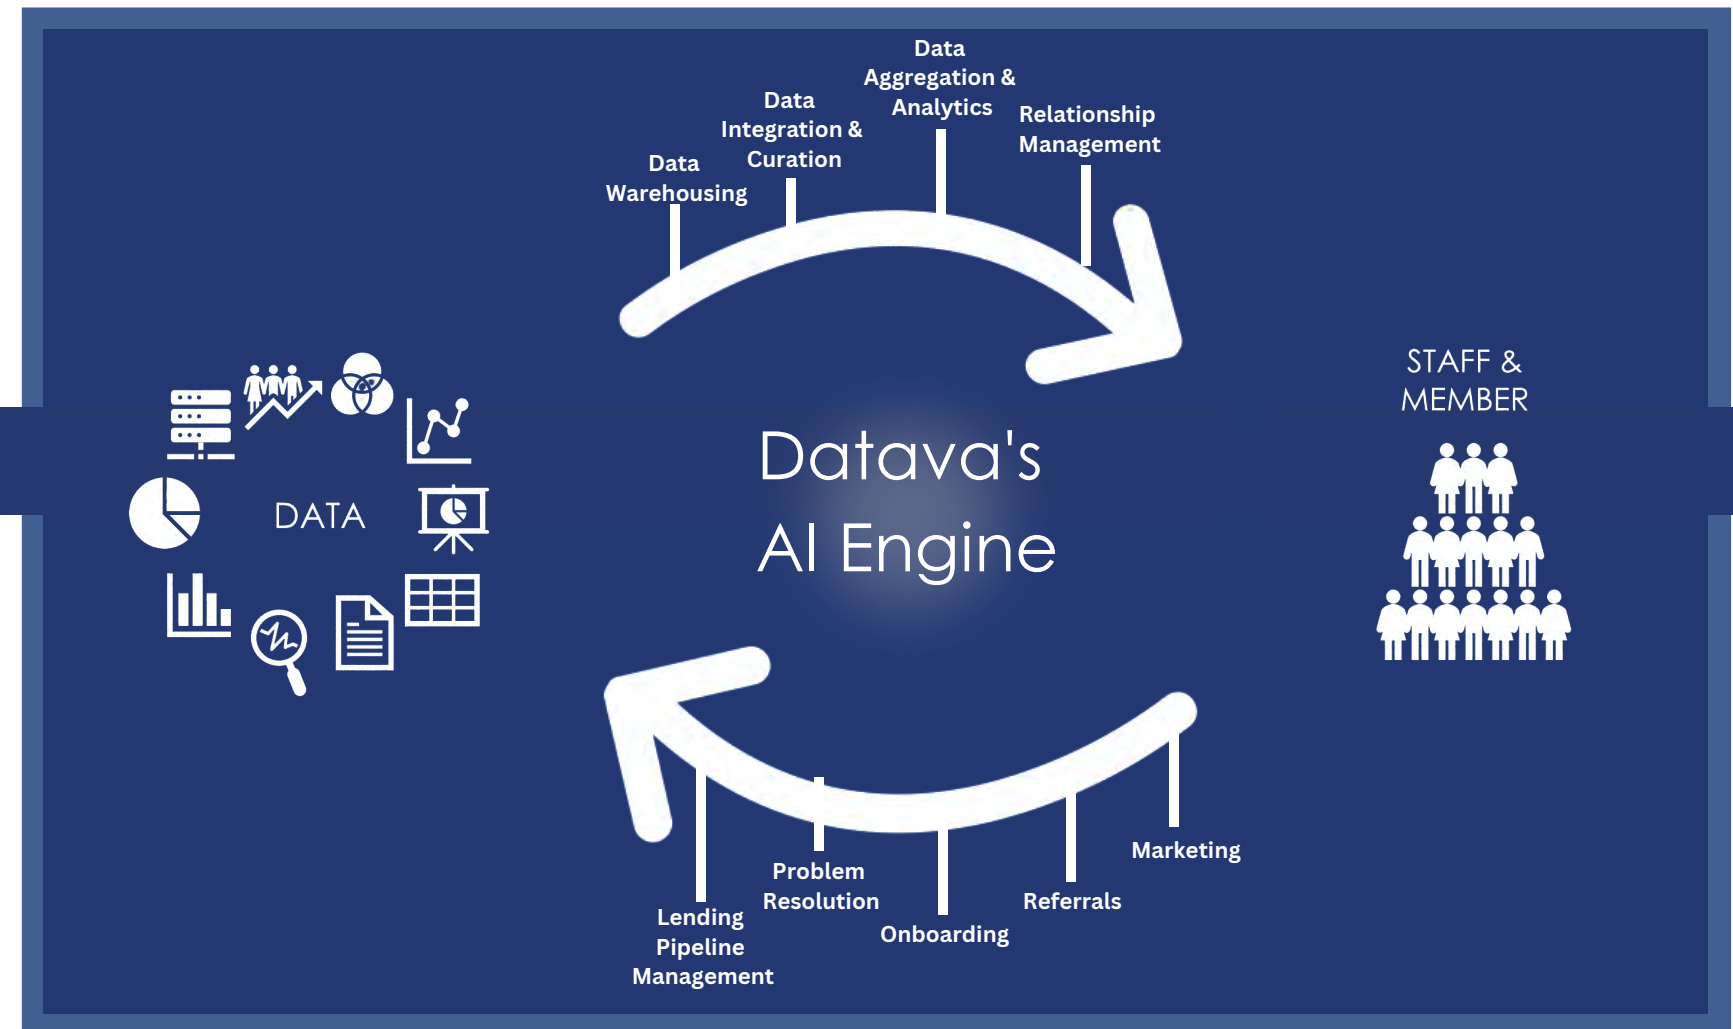 Data
Warehousing
Data
Integration &
Curation
Data
Aggregation &
Analytics
Relationship
Management
DATA
Datava's
AI Engine
STAFF &
MEMBER
Lending
Pipeline
Management
Problem
Resolution
Onboarding
Referrals
Marketing